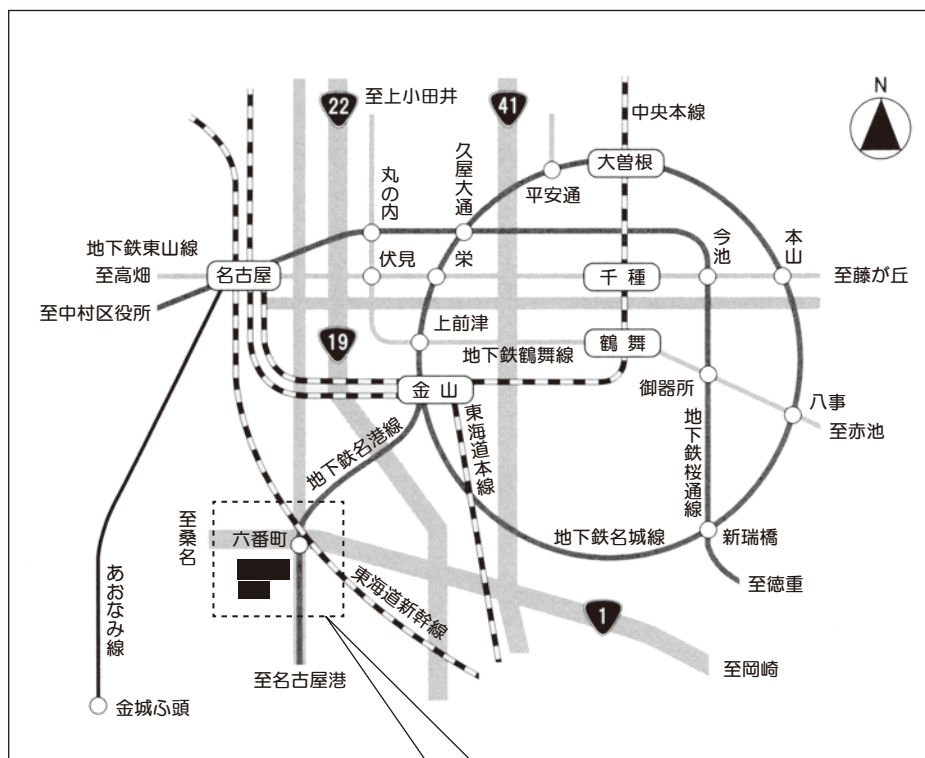 N
22
至上小田井
41
中央本線
久屋大通
大曽根
丸の内
平安通
今池
本山
地下鉄東山線
伏見
栄
至高畑
名古屋
千種
至藤が丘
至中村区役所
19
上前津
地下鉄鶴舞線
鶴舞
御器所
金山
八事
東海道本線
地下鉄桜通線
至赤池
地下鉄名港線
至桑名
六番町
地下鉄名城線
新瑞橋
あおなみ線
東海道新幹線
至徳重
1
至名古屋港
至岡崎
金城ふ頭